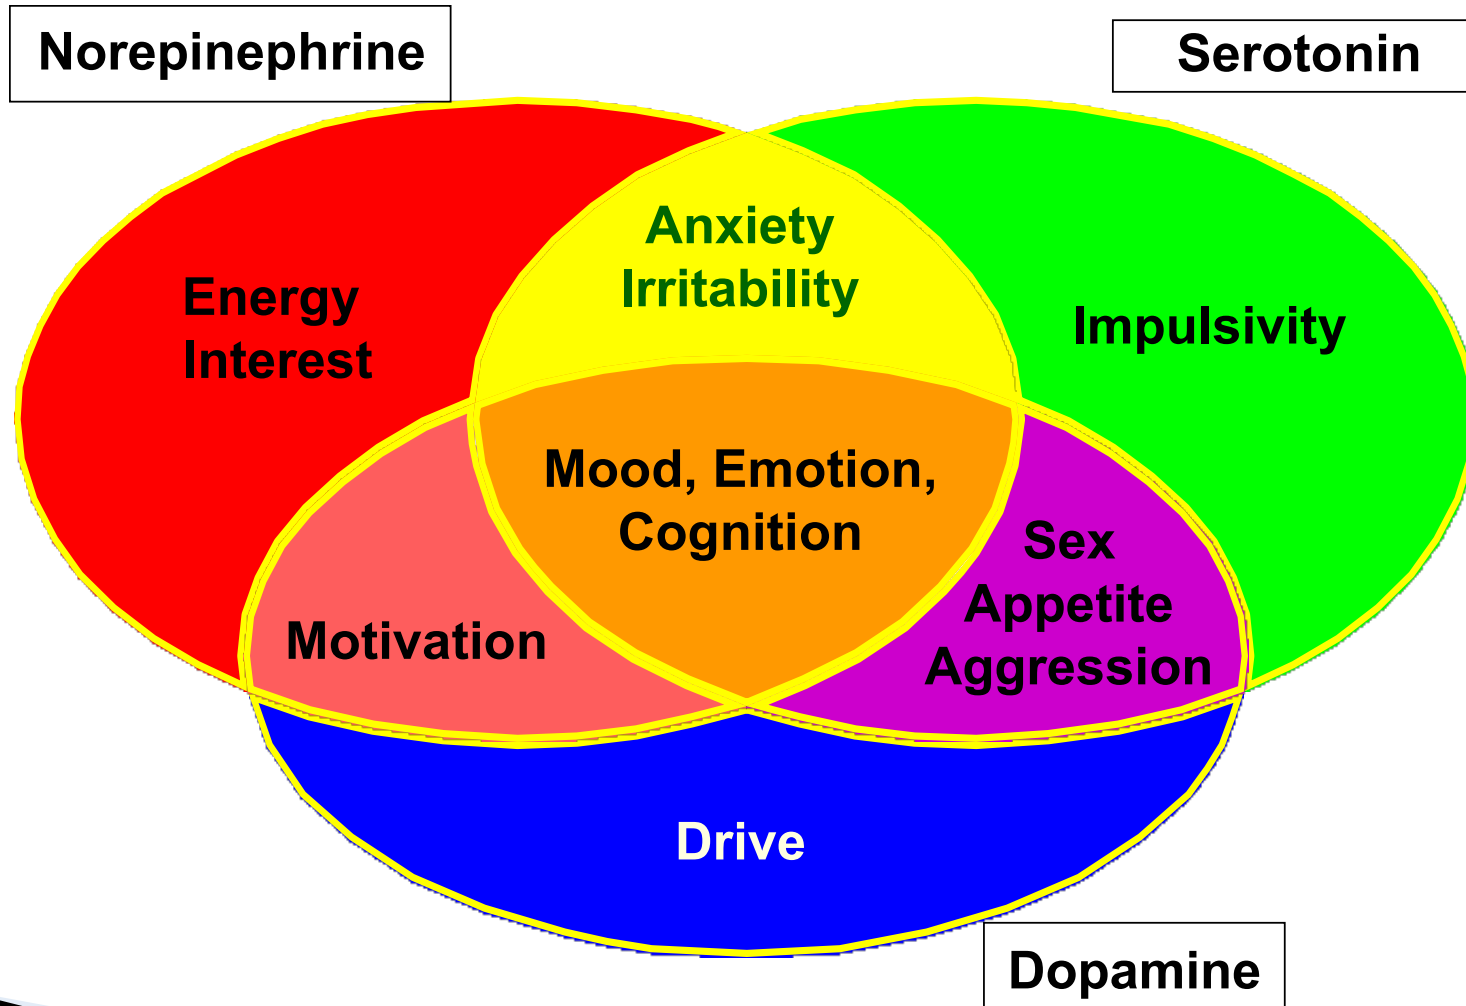 Norepinephrine
Serotonin
Anxiety
Irritability
Energy
Interest
Impulsivity
Mood, Emotion,
Cognition
Sex
Appetite
Aggression
Motivation
Drive
Dopamine